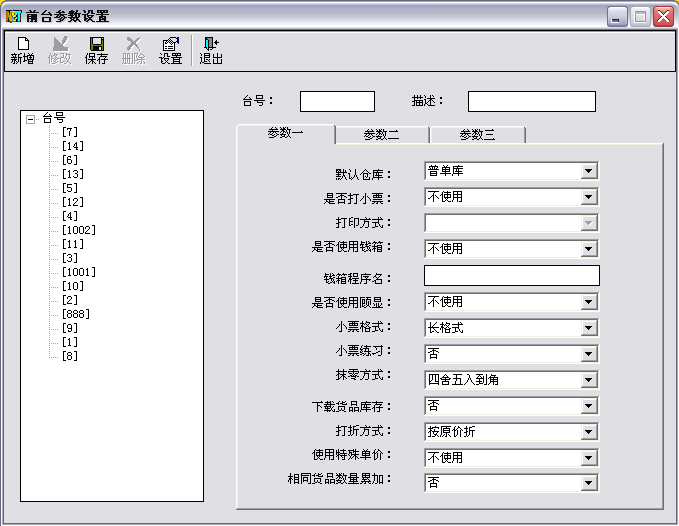 前台参数设置
新增 修改 保存 删除 设置 退出
台号： 描述：
台号
[7]
[14]
[6]
[13]
[5]
[12]
[4]
[1002]
[11]
[3]
[1001]
[10]
[2]
[888]
[9]
[1]
[8]
参数一 参数二 参数三
默认仓库： 普单库
是否打小票： 不使用
打印方式：
是否使用钱箱： 不使用
钱箱程序名：
是否使用顾显： 不使用
小票格式： 长格式
小票练习： 否
抹零方式： 四舍五入到角
下载货品库存： 否
打折方式： 按原价折
使用特殊单价： 不使用
相同货品数量累加： 否